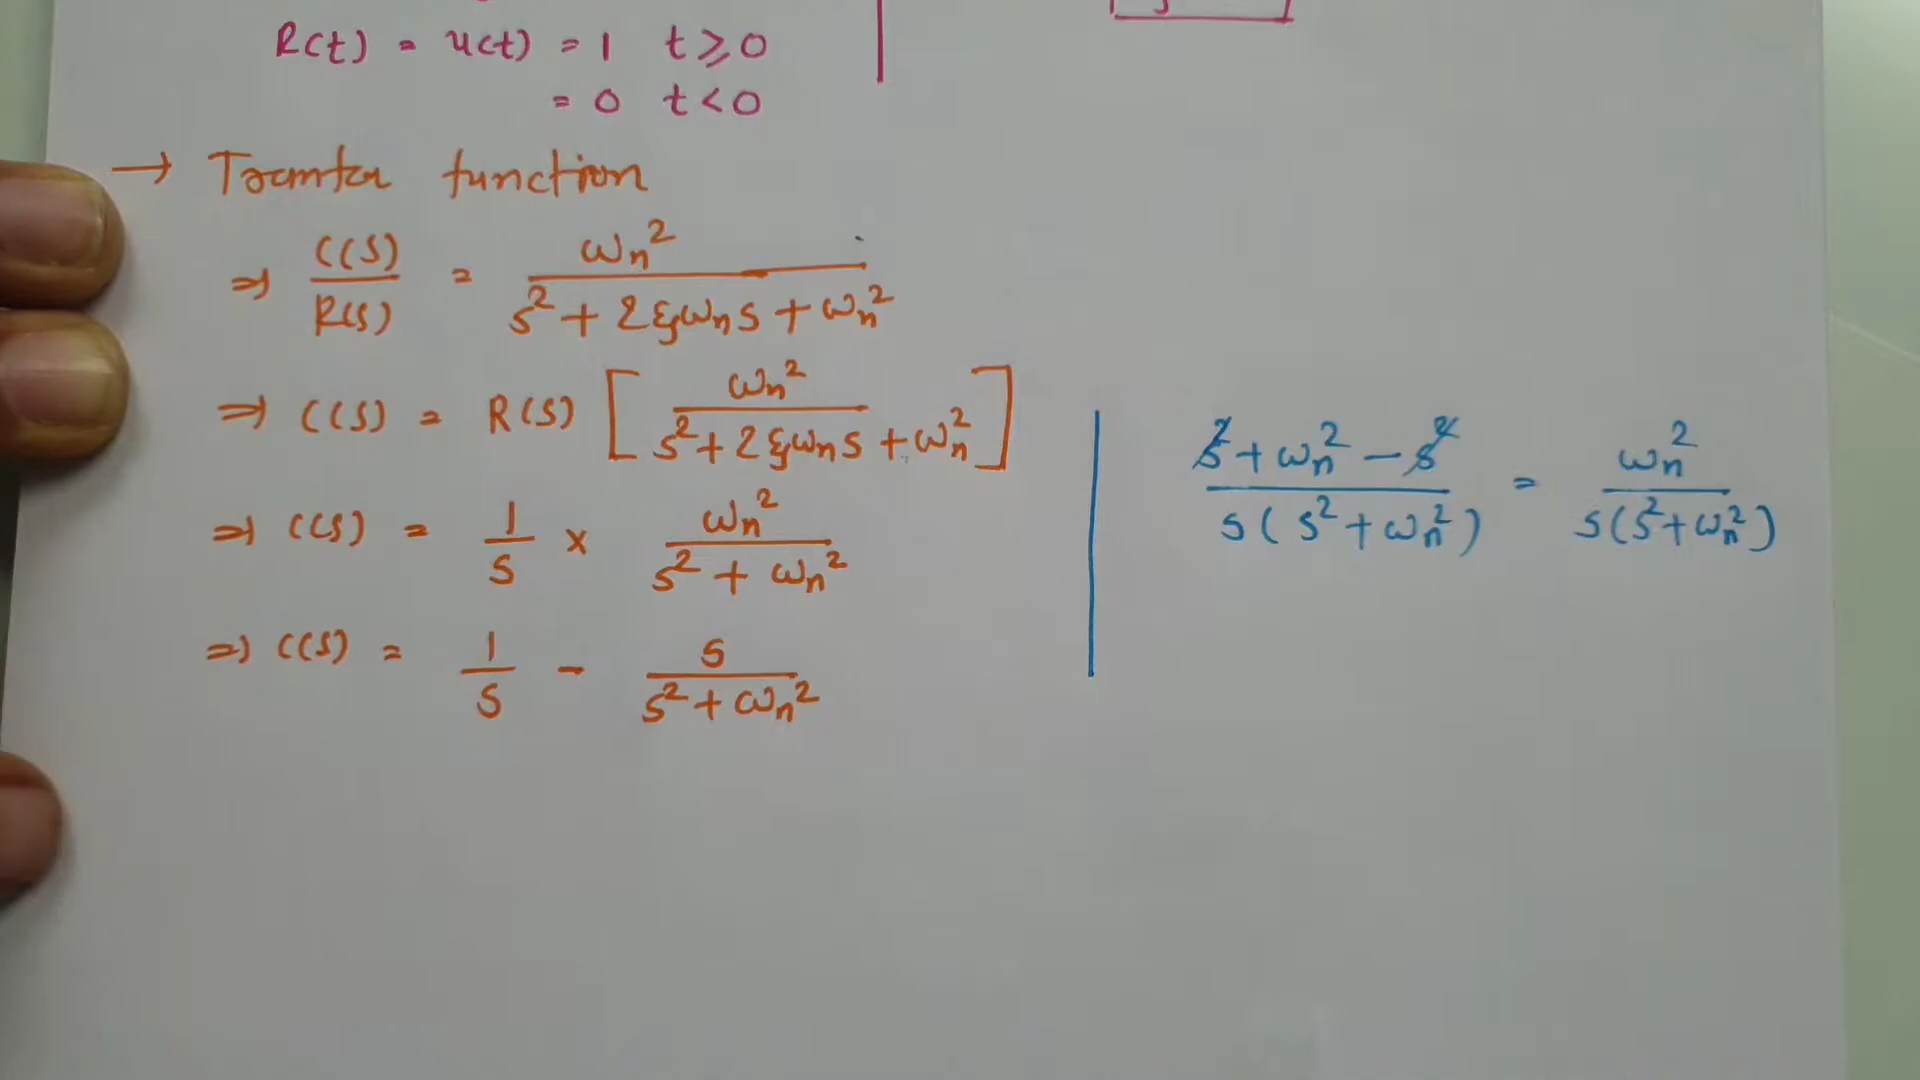 R(t) = u(t) = 1 t ≥ 0
= 0 t < 0
→ Transfer function
⇒ C(S)/R(S) = ωn²/(s² + 2ξωns + ωn²)
⇒ C(S) = R(S) [ωn²/(s² + 2ξωns + ωn²)]
⇒ C(S) = 1/S × ωn²/(s² + ωn²)
⇒ C(S) = 1/S - S/(s² + ωn²)
(s² + ωn² - s²)/(s(s² + ωn²)) = ωn²/(s(s² + ωn²))